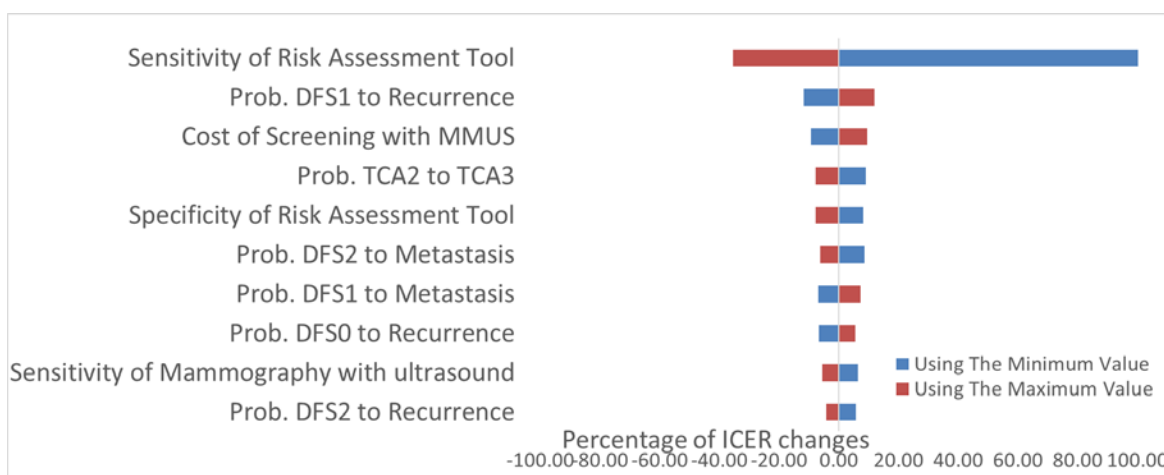 Sensitivity of Risk Assessment Tool
Prob. DFS1 to Recurrence
Cost of Screening with MMUS
Prob. TCA2 to TCA3
Specificity of Risk Assessment Tool
Prob. DFS2 to Metastasis
Prob. DFS1 to Metastasis
Prob. DFS0 to Recurrence
Using The Minimum Value
Sensitivity of Mammography with ultrasound
Using The Maximum Value
Prob. DFS2 to Recurrence
Percentage of ICER changes
-100.00 -80.00 -60.00 -40.00 -20.00 0.00 20.00 40.00 60.00 80.00 100.00